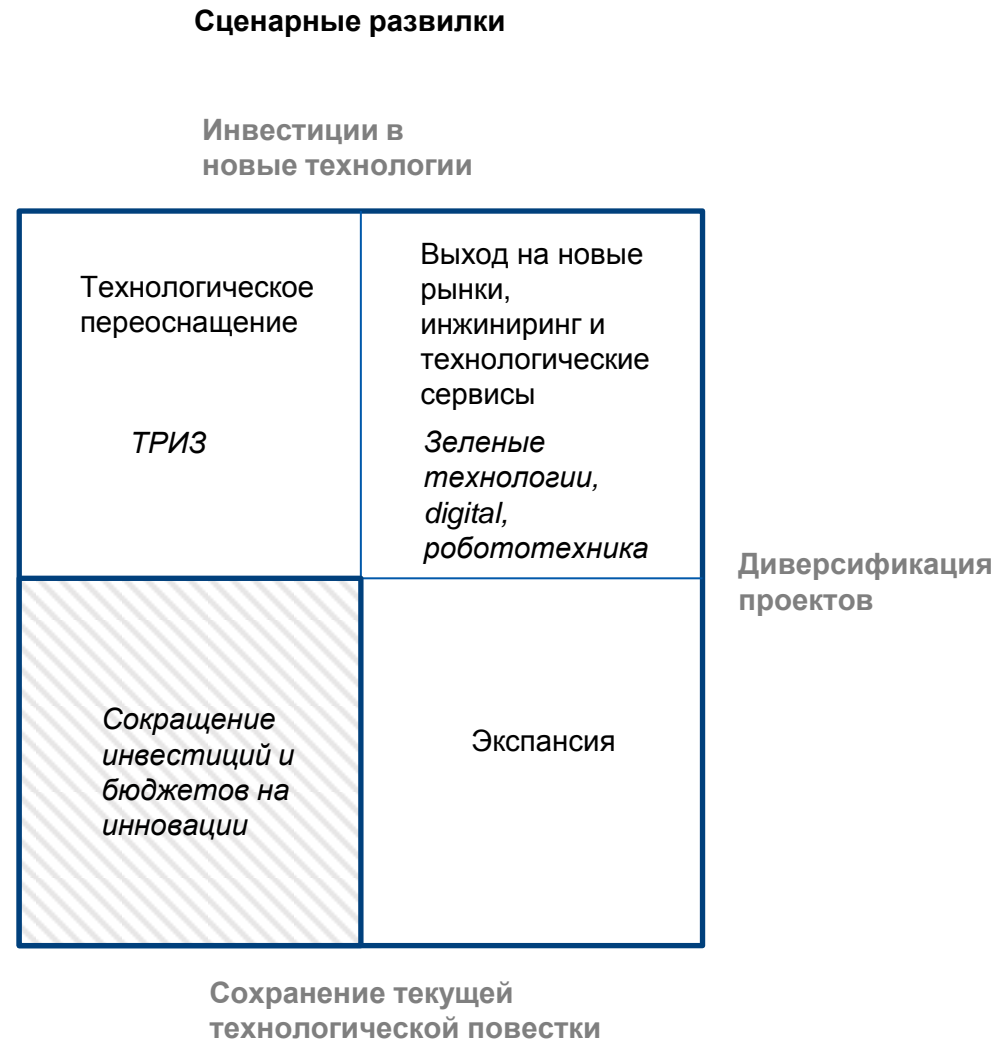 Сценарные развилки
Инвестиции в
новые технологии
Технологическое
переоснащение
ТРИЗ
Выход на новые
рынки,
инжиниринг и
технологические
сервисы
Зеленые
технологии,
digital,
робототехника
Диверсификация
проектов
Сокращение
инвестиций и
бюджетов на
инновации
Экспансия
Сохранение текущей
технологической повестки